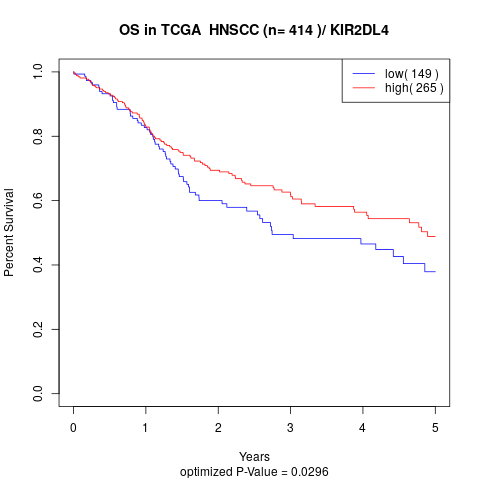 OS in TCGA  HNSCC (n= 414 )/ KIR2DL4
low( 149 )
high( 265 )
Percent Survival
1.0
0.8
0.6
0.4
0.2
0.0
0 1 2 3 4 5
Years
optimized P-Value = 0.0296